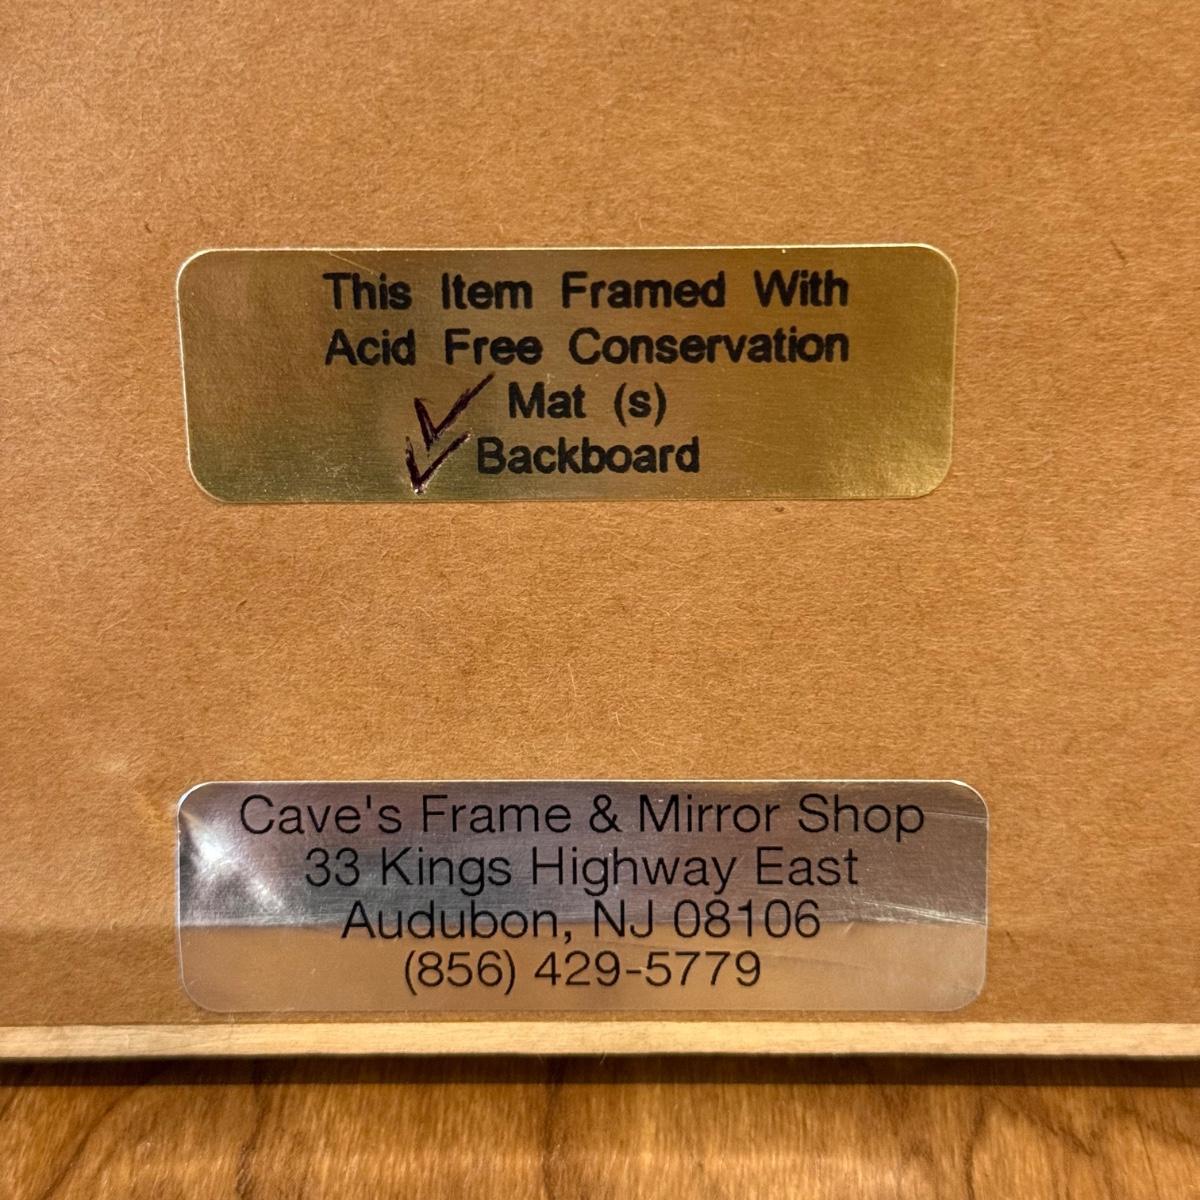 This Item Framed With
Acid Free Conservation
✓ Mat (s)
✓ Backboard
Cave's Frame & Mirror Shop
33 Kings Highway East
Audubon, NJ 08106
(856) 429-5779